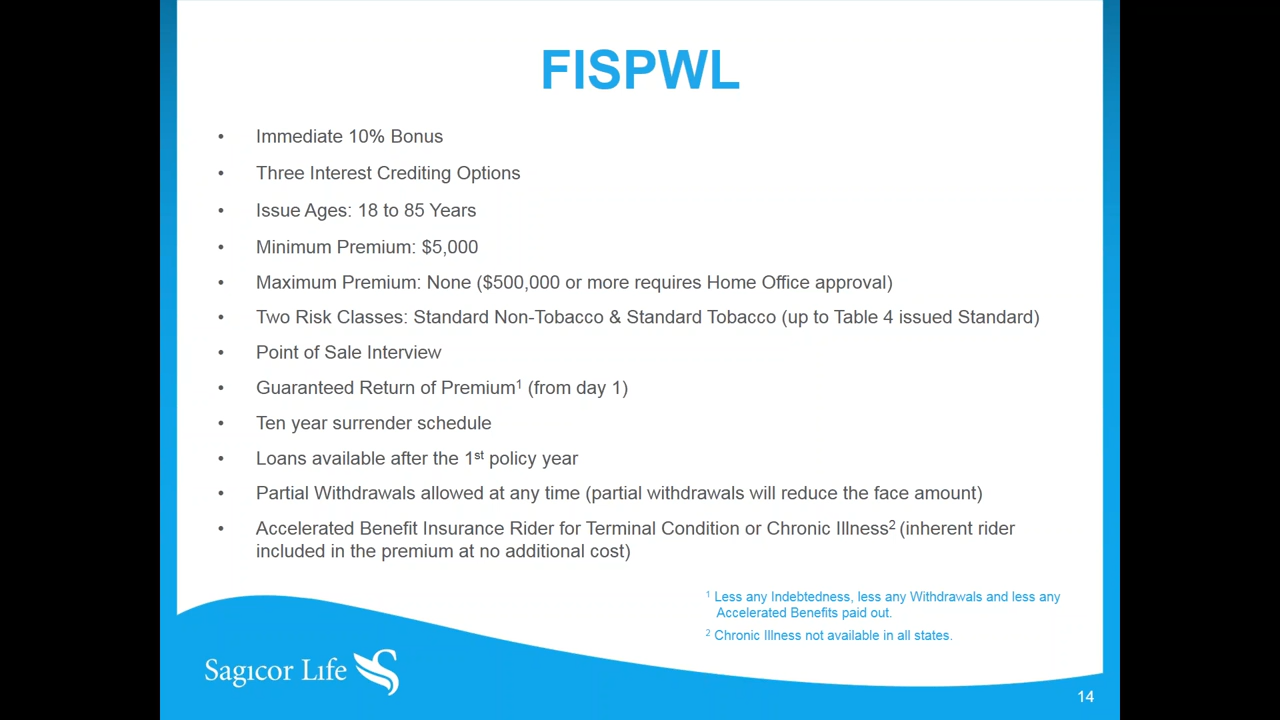 FISPWL
• Immediate 10% Bonus
• Three Interest Crediting Options
• Issue Ages: 18 to 85 Years
• Minimum Premium: $5,000
• Maximum Premium: None ($500,000 or more requires Home Office approval)
• Two Risk Classes: Standard Non-Tobacco & Standard Tobacco (up to Table 4 issued Standard)
• Point of Sale Interview
• Guaranteed Return of Premium¹ (from day 1)
• Ten year surrender schedule
• Loans available after the 1st policy year
• Partial Withdrawals allowed at any time (partial withdrawals will reduce the face amount)
• Accelerated Benefit Insurance Rider for Terminal Condition or Chronic Illness² (inherent rider
included in the premium at no additional cost)
¹ Less any Indebtedness, less any Withdrawals and less any
Accelerated Benefits paid out.
² Chronic Illness not available in all states.
Sagicor Life
14